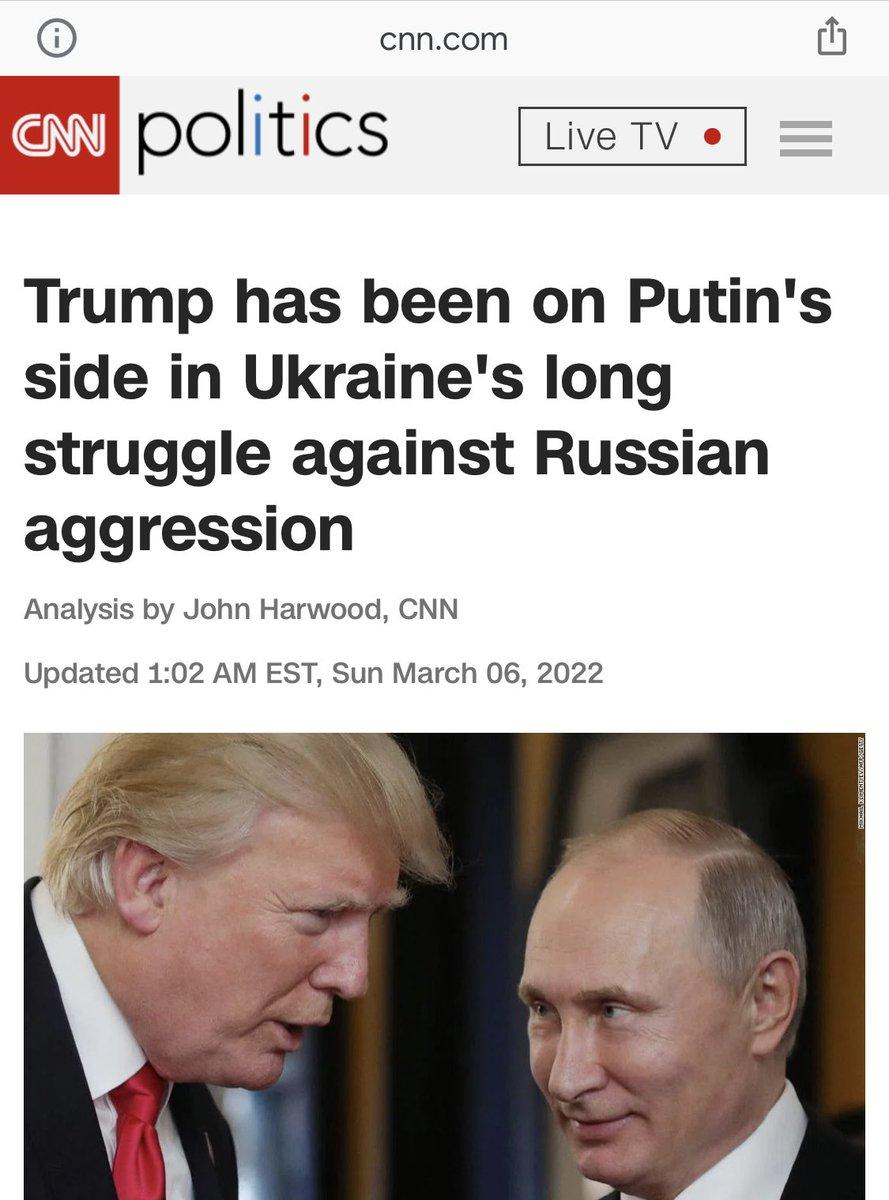 cnn.com
CNN politics
Live TV
Trump has been on Putin's
side in Ukraine's long
struggle against Russian
aggression
Analysis by John Harwood, CNN
Updated 1:02 AM EST, Sun March 06, 2022